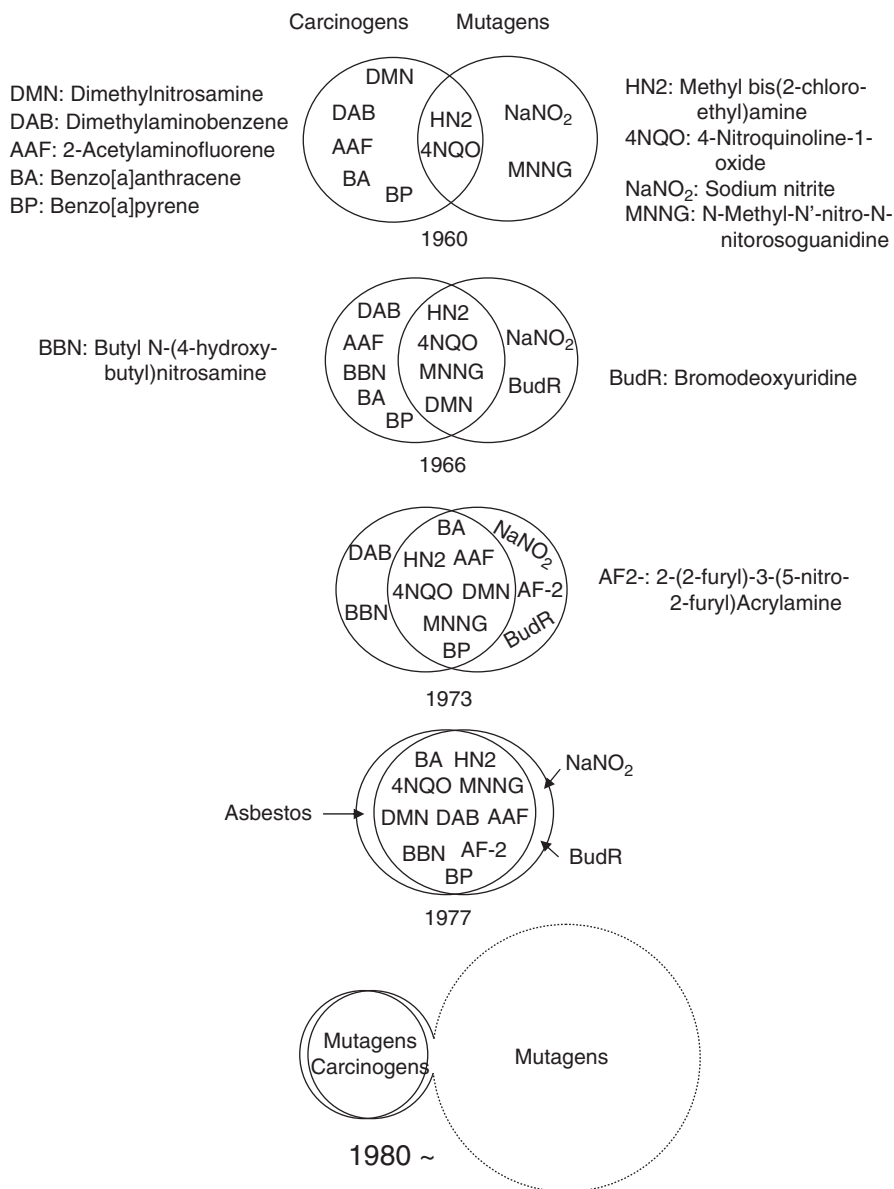 Carcinogens Mutagens
DMN: Dimethylnitrosamine
DAB: Dimethylaminobenzene
AAF: 2-Acetylaminofluorene
BA: Benzo[a]anthracene
BP: Benzo[a]pyrene
DMN
DAB
AAF
BA
BP
HN2
4NQO
NaNO₂
MNNG
HN2: Methyl bis(2-chloro-
ethyl)amine
4NQO: 4-Nitroquinoline-1-
oxide
NaNO₂: Sodium nitrite
MNNG: N-Methyl-N'-nitro-N-
nitorosoguanidine
1960
BBN: Butyl N-(4-hydroxy-
butyl)nitrosamine
DAB
AAF
BBN
BA
BP
HN2
4NQO
MNNG
DMN
NaNO₂
BudR
BudR: Bromodeoxyuridine
1966
DAB
BBN
BA
HN2 AAF
4NQO DMN
MNNG
BP
NaNO₂
AF-2
BudR
AF2-: 2-(2-furyl)-3-(5-nitro-
2-furyl)Acrylamine
1973
Asbestos
BA HN2
4NQO MNNG
DMN DAB AAF
BBN AF-2
BP
NaNO₂
BudR
1977
Mutagens
Carcinogens
Mutagens
1980 ~